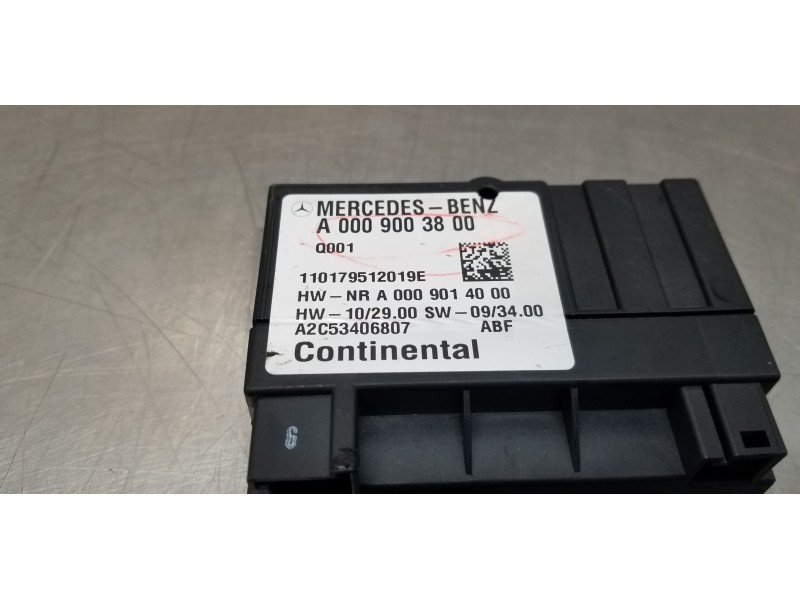 MERCEDES-BENZ
A 000 900 38 00
Q001
110179512019E
HW-NR A 000 901 40 00
HW-10/29.00 SW-09/34.00
A2C53406807 ABF
Continental